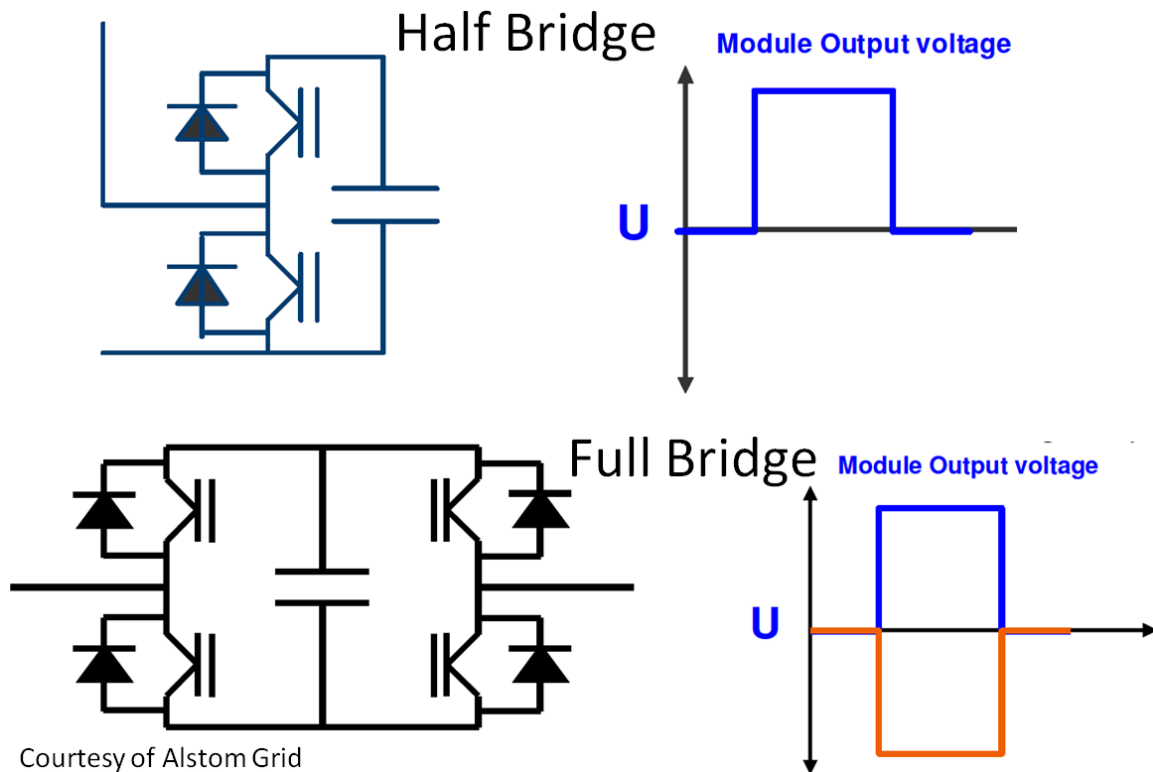 Half Bridge
Module Output voltage
U
Full Bridge
Module Output voltage
U
Courtesy of Alstom Grid